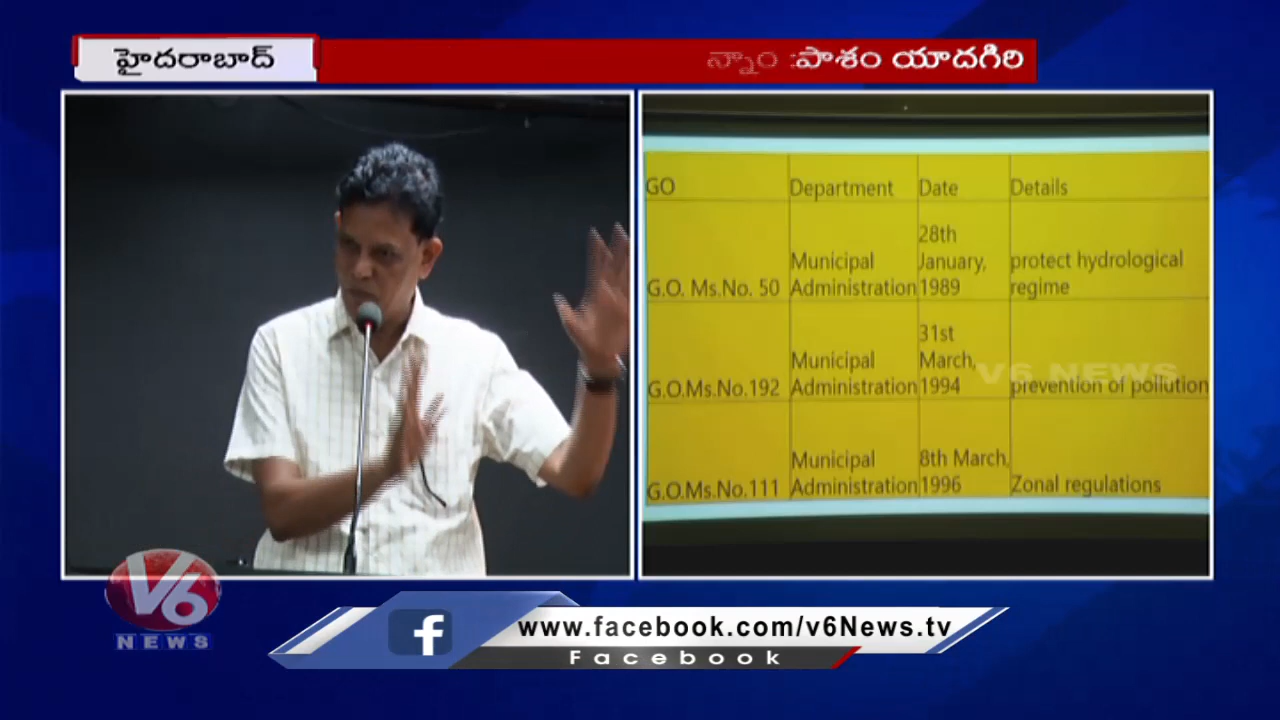 హైదరాబాద్
న్నాం :పాశం యాదగిరి
GO Department Date Details
G.O. Ms.No. 50 Municipal Administration 28th January, 1989 protect hydrological regime
G.O.Ms.No.192 Municipal Administration 31st March, 1994 prevention of pollution
V6 NEWS
G.O.Ms.No.111 Municipal Administration 8th March, 1996 Zonal regulations
V6
NEWS
f
www.facebook.com/v6News.tv
Facebook